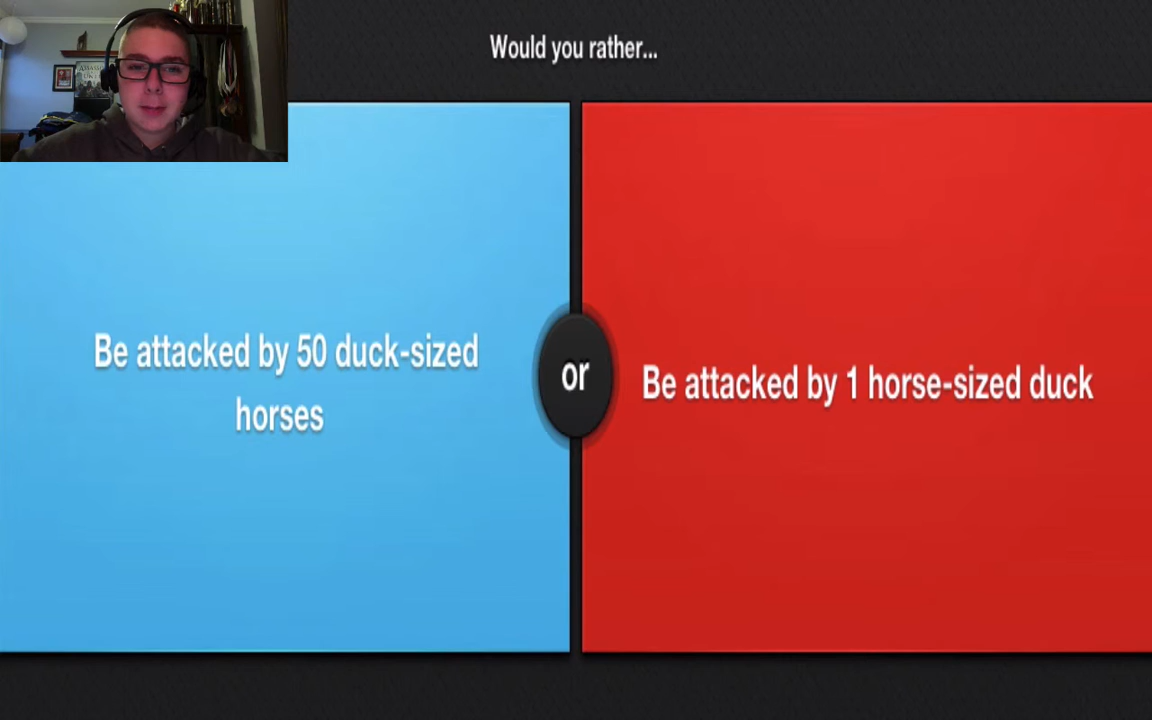 Would you rather...
Be attacked by 50 duck-sized
horses
or
Be attacked by 1 horse-sized duck